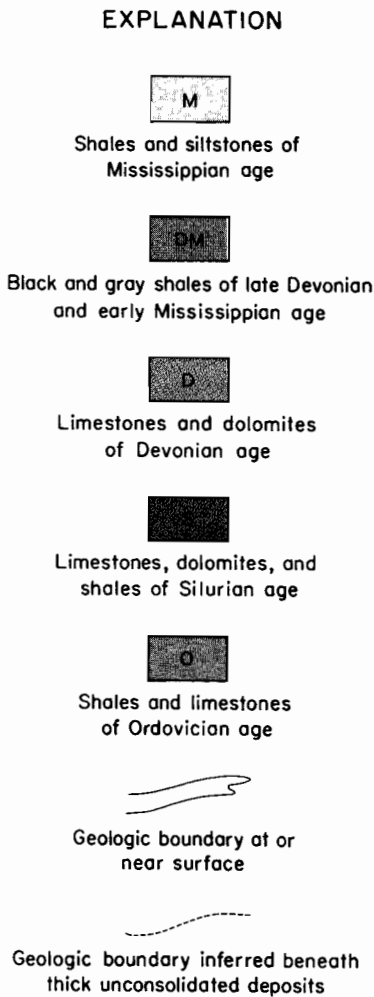 EXPLANATION
M
Shales and siltstones of
Mississippian age
DM
Black and gray shales of late Devonian
and early Mississippian age
D
Limestones and dolomites
of Devonian age
Limestones, dolomites, and
shales of Silurian age
O
Shales and limestones
of Ordovician age
Geologic boundary at or
near surface
Geologic boundary inferred beneath
thick unconsolidated deposits